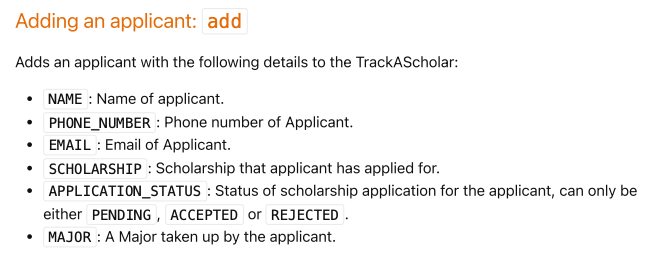 Adding an applicant: add
Adds an applicant with the following details to the TrackAScholar:
• NAME : Name of applicant.
• PHONE_NUMBER : Phone number of Applicant.
• EMAIL : Email of Applicant.
• SCHOLARSHIP : Scholarship that applicant has applied for.
• APPLICATION_STATUS : Status of scholarship application for the applicant, can only be
either PENDING , ACCEPTED or REJECTED .
• MAJOR : A Major taken up by the applicant.